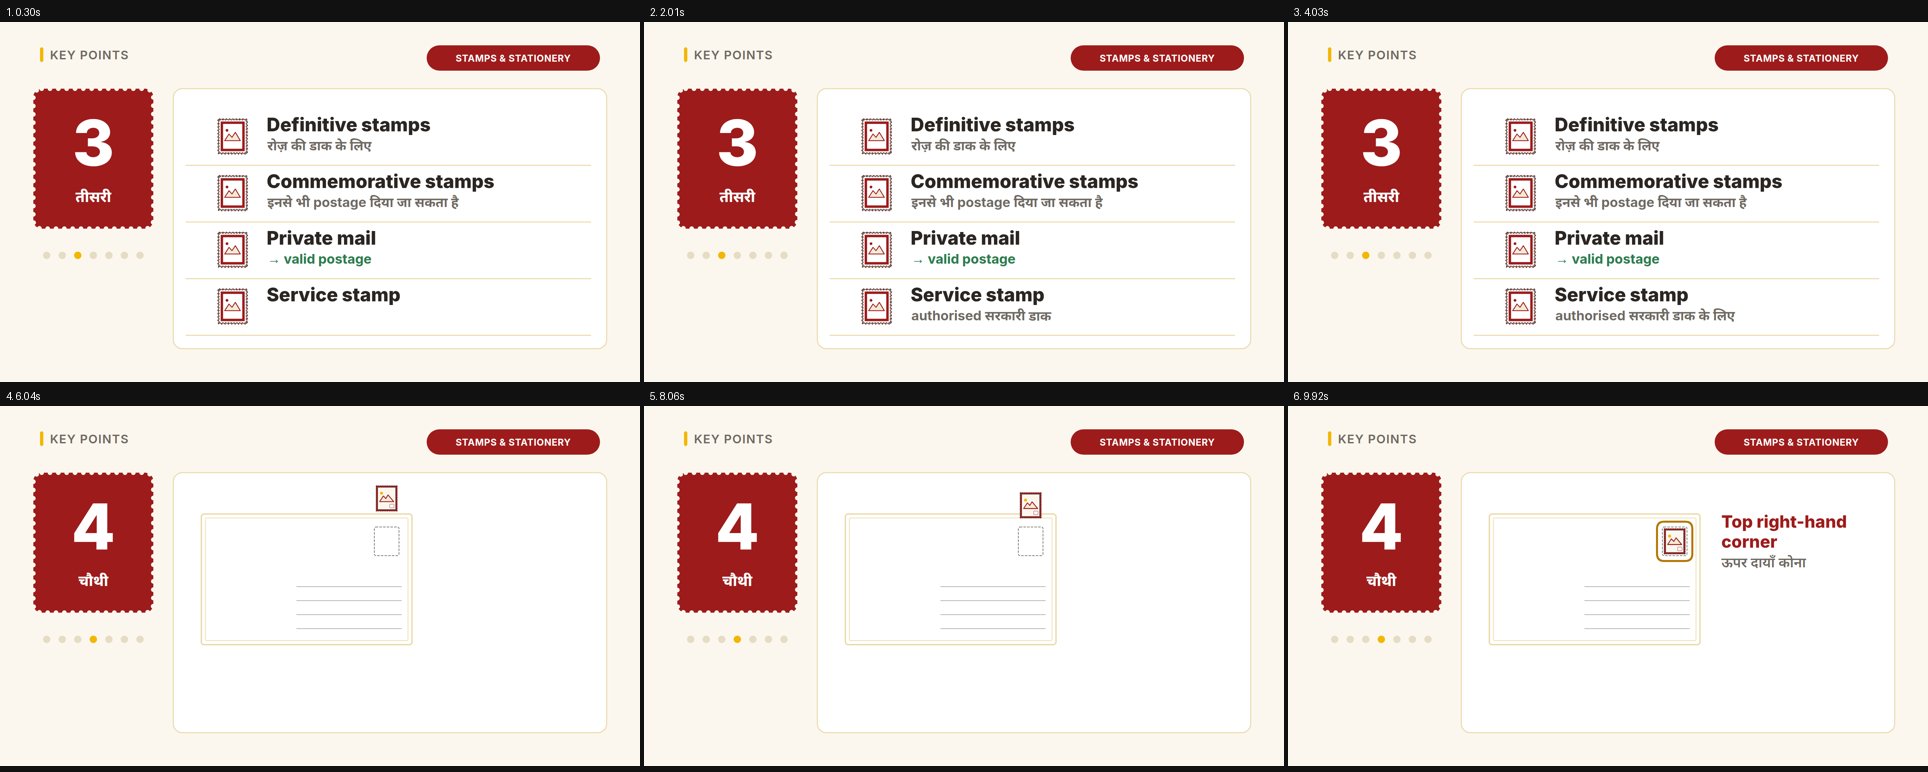 1. 0.30s
KEY POINTS
STAMPS & STATIONERY
3
तीसरी
Definitive stamps
रोज़ की डाक के लिए
Commemorative stamps
इनसे भी postage दिया जा सकता है
Private mail
→ valid postage
Service stamp
2. 2.01s
KEY POINTS
STAMPS & STATIONERY
3
तीसरी
Definitive stamps
रोज़ की डाक के लिए
Commemorative stamps
इनसे भी postage दिया जा सकता है
Private mail
→ valid postage
Service stamp
authorised सरकारी डाक
3. 4.03s
KEY POINTS
STAMPS & STATIONERY
3
तीसरी
Definitive stamps
रोज़ की डाक के लिए
Commemorative stamps
इनसे भी postage दिया जा सकता है
Private mail
→ valid postage
Service stamp
authorised सरकारी डाक के लिए
4. 6.04s
KEY POINTS
STAMPS & STATIONERY
4
चौथी
5. 8.06s
KEY POINTS
STAMPS & STATIONERY
4
चौथी
6. 9.92s
KEY POINTS
STAMPS & STATIONERY
4
चौथी
Top right-hand
corner
ऊपर दायाँ कोना